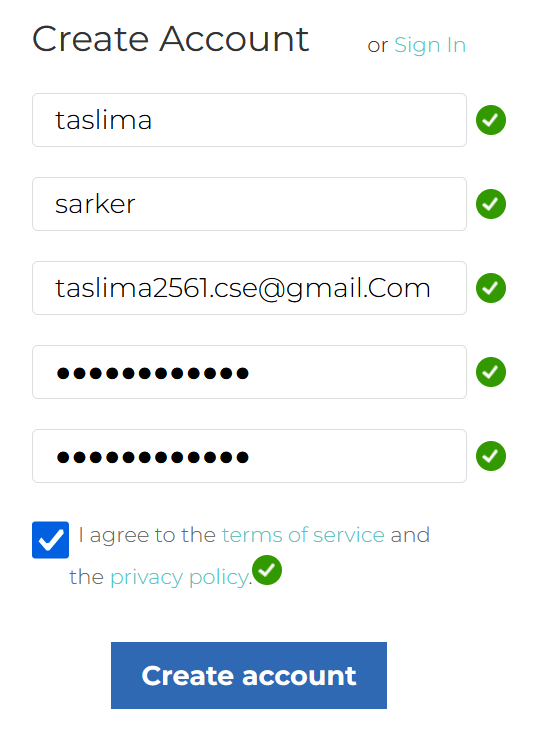 Create Account or Sign In
taslima
sarker
taslima2561.cse@gmail.Com
••••••••••••
••••••••••••
I agree to the terms of service and
the privacy policy.
Create account